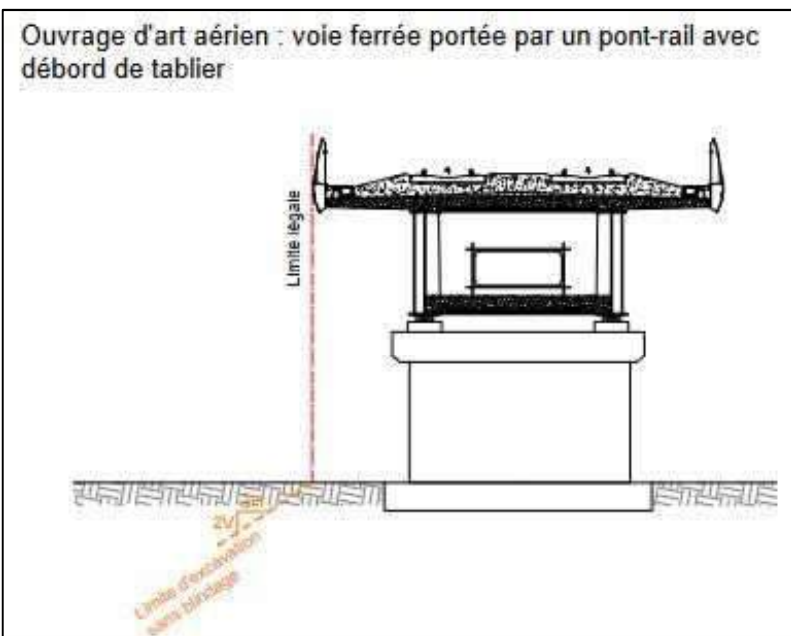 Ouvrage d'art aérien : voie ferrée portée par un pont-rail avec
débord de tablier
Limite légale
Limite d'excavation
sans blindage